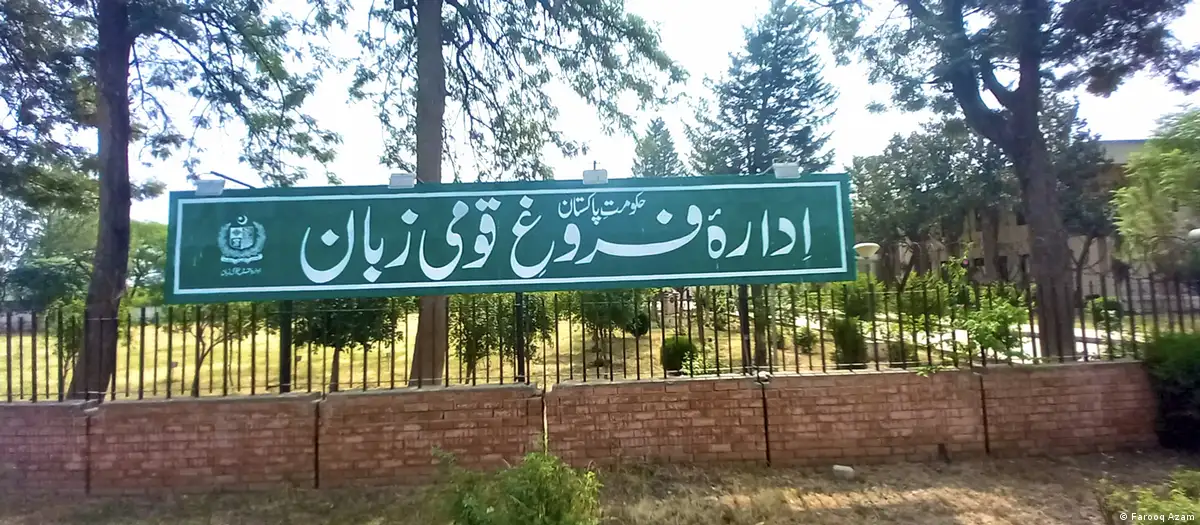 حکومتِ پاکستان
اِدارۂ فروغِ قومی زبان
© Farooq Azam